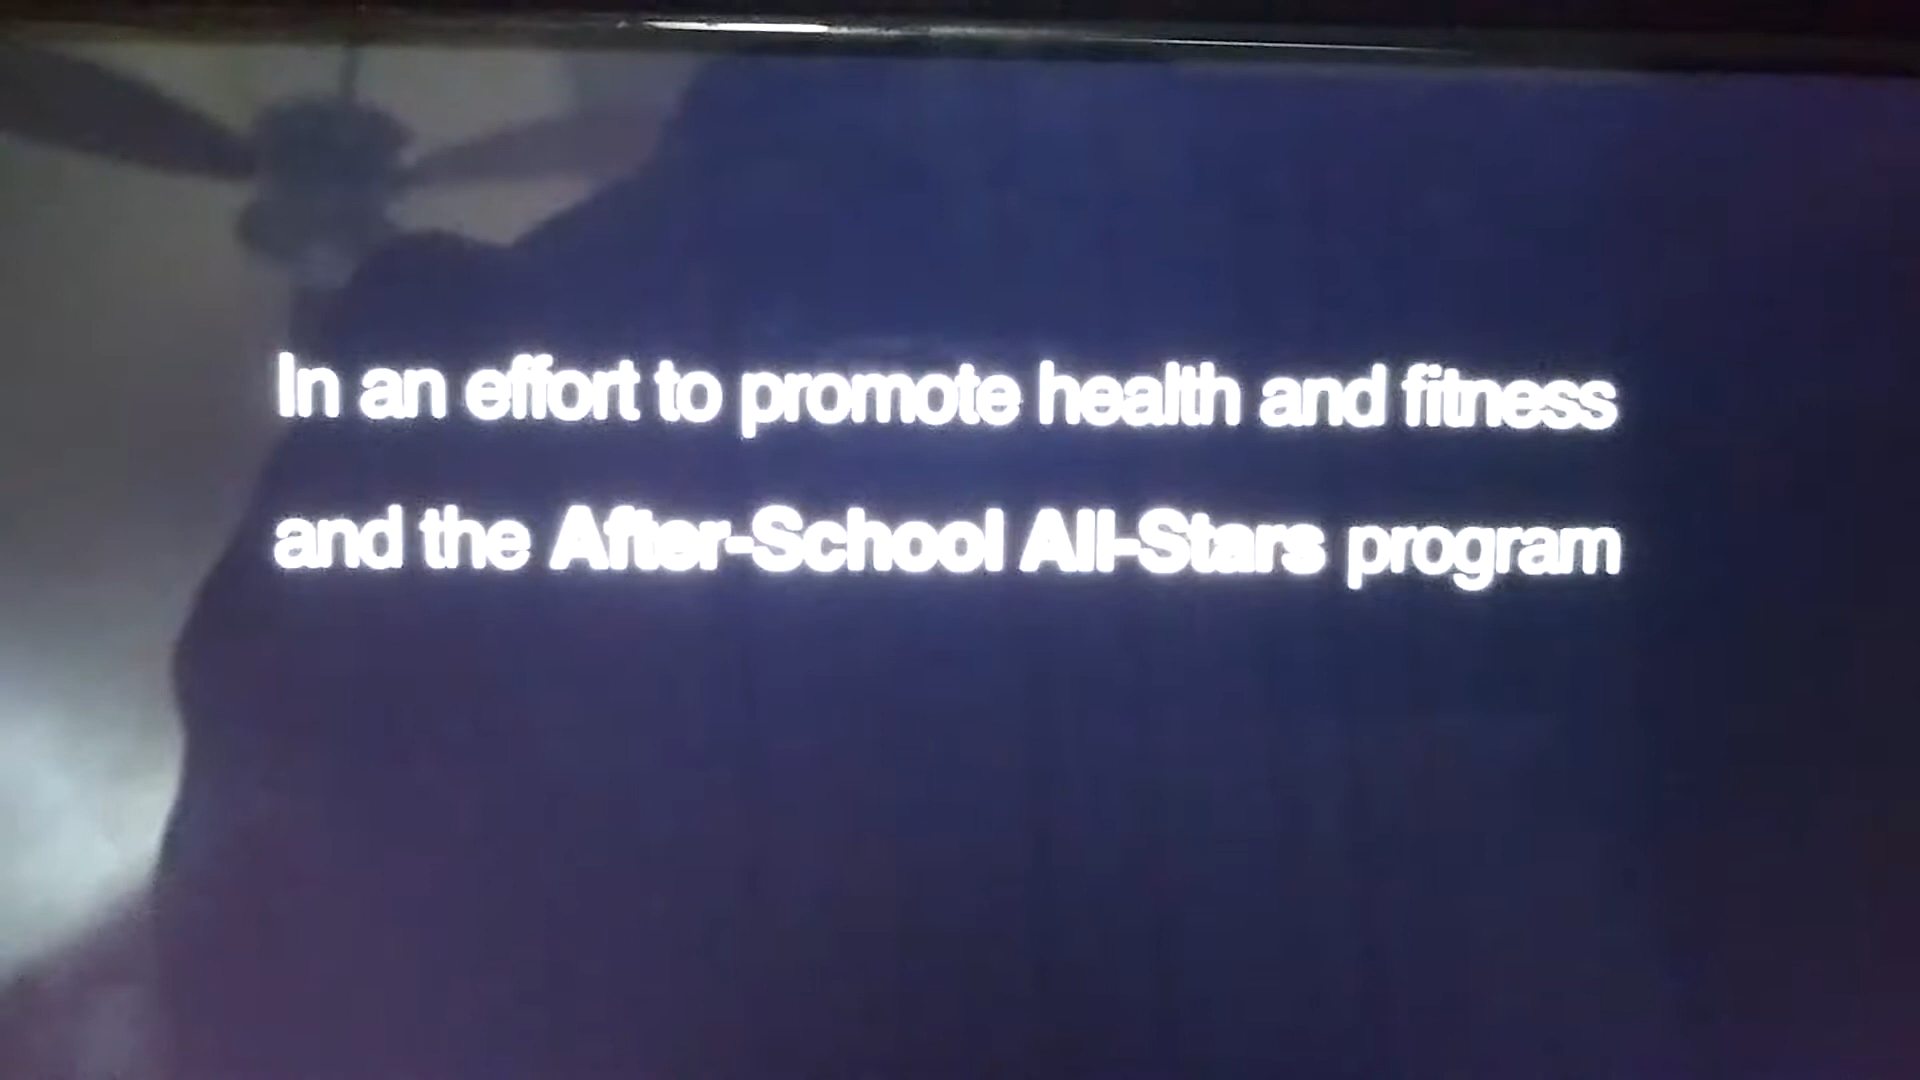 In an effort to promote health and fitness
and the After-School All-Stars program